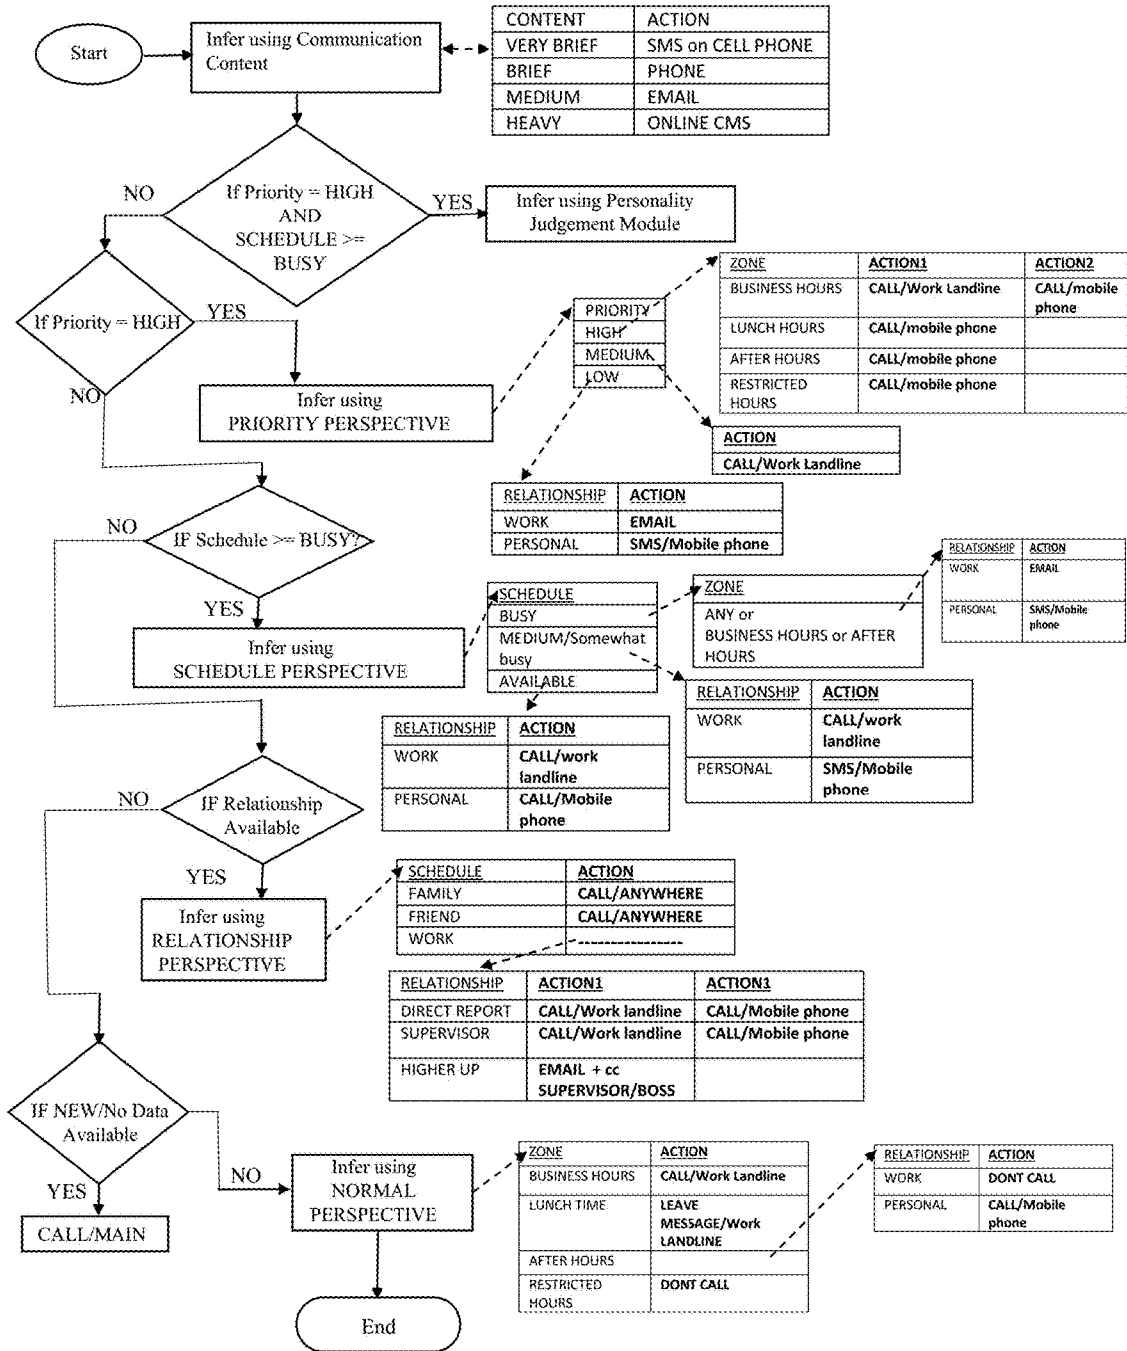 Start
Infer using Communication
Content
CONTENT ACTION
VERY BRIEF SMS on CELL PHONE
BRIEF PHONE
MEDIUM EMAIL
HEAVY ONLINE CMS
NO
If Priority = HIGH
AND
SCHEDULE >=
BUSY
YES
Infer using Personality
Judgement Module
If Priority = HIGH
YES
NO
Infer using
PRIORITY PERSPECTIVE
PRIORITY
HIGH
MEDIUM
LOW
ZONE ACTION1 ACTION2
BUSINESS HOURS CALL/Work Landline CALL/mobile
phone
LUNCH HOURS CALL/mobile phone
AFTER HOURS CALL/mobile phone
RESTRICTED CALL/mobile phone
HOURS
ACTION
CALL/Work Landline
RELATIONSHIP ACTION
WORK EMAIL
PERSONAL SMS/Mobile phone
NO
IF Schedule >= BUSY?
YES
Infer using
SCHEDULE PERSPECTIVE
SCHEDULE
BUSY
MEDIUM/Somewhat
busy
AVAILABLE
ZONE
ANY or
BUSINESS HOURS or AFTER
HOURS
RELATIONSHIP ACTION
WORK EMAIL
PERSONAL SMS/Mobile
phone
RELATIONSHIP ACTION
WORK CALL/work
landline
PERSONAL SMS/Mobile
phone
RELATIONSHIP ACTION
WORK CALL/work
landline
PERSONAL CALL/Mobile
phone
NO
IF Relationship
Available
YES
Infer using
RELATIONSHIP
PERSPECTIVE
SCHEDULE ACTION
FAMILY CALL/ANYWHERE
FRIEND CALL/ANYWHERE
WORK -----------------
RELATIONSHIP ACTION1 ACTION1
DIRECT REPORT CALL/Work landline CALL/Mobile phone
SUPERVISOR CALL/Work landline CALL/Mobile phone
HIGHER UP EMAIL + cc
SUPERVISOR/BOSS
IF NEW/No Data
Available
YES
CALL/MAIN
NO
Infer using
NORMAL
PERSPECTIVE
ZONE ACTION
BUSINESS HOURS CALL/Work Landline
LUNCH TIME LEAVE
MESSAGE/Work
LANDLINE
AFTER HOURS
RESTRICTED DONT CALL
HOURS
RELATIONSHIP ACTION
WORK DONT CALL
PERSONAL CALL/Mobile
phone
End